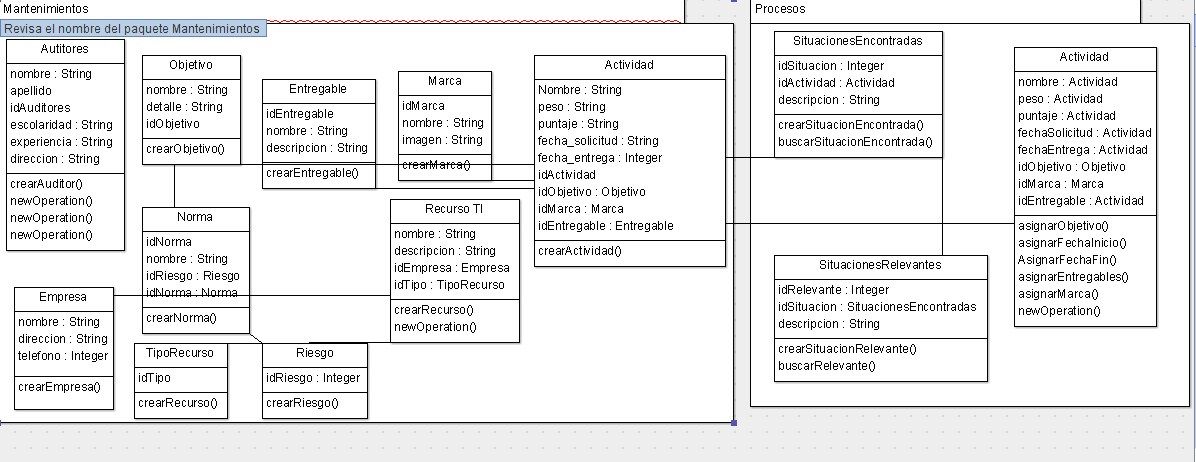 Mantenimientos
Revisa el nombre del paquete Mantenimientos
Autitores
nombre : String
apellido
idAuditores
escolaridad : String
experiencia : String
direccion : String
crearAuditor()
newOperation()
newOperation()
newOperation()
Objetivo
nombre : String
detalle : String
idObjetivo
crearObjetivo()
Entregable
idEntregable
nombre : String
descripcion : String
crearEntregable()
Marca
idMarca
nombre : String
imagen : String
crearMarca()
Actividad
Nombre : String
peso : String
puntaje : String
fecha_solicitud : String
fecha_entrega : Integer
idActividad
idObjetivo : Objetivo
idMarca : Marca
idEntregable : Entregable
crearActividad()
Norma
idNorma
nombre : String
idRiesgo : Riesgo
idNorma : Norma
crearNorma()
Recurso TI
nombre : String
descripcion : String
idEmpresa : Empresa
idTipo : TipoRecurso
crearRecurso()
newOperation()
Empresa
nombre : String
direccion : String
telefono : Integer
crearEmpresa()
TipoRecurso
idTipo
crearRecurso()
Riesgo
idRiesgo : Integer
crearRiesgo()
Procesos
SituacionesEncontradas
idSituacion : Integer
idActividad : Actividad
descripcion : String
crearSituacionEncontrada()
buscarSituacionEncontrada()
Actividad
nombre : Actividad
peso : Actividad
puntaje : Actividad
fechaSolicitud : Actividad
fechaEntrega : Actividad
idObjetivo : Objetivo
idMarca : Marca
idEntregable : Actividad
asignarObjetivo()
asignarFechaInicio()
AsignarFechaFin()
asignarEntregables()
asignarMarca()
newOperation()
SituacionesRelevantes
idRelevante : Integer
idSituacion : SituacionesEncontradas
descripcion : String
crearSituacionRelevante()
buscarRelevante()